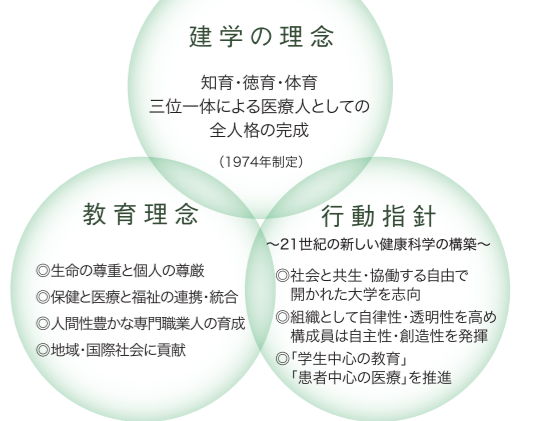 建学の理念
知育・徳育・体育
三位一体による医療人としての
全人格の完成
（1974年制定）
教育理念
◎生命の尊重と個人の尊厳
◎保健と医療と福祉の連携・統合
◎人間性豊かな専門職業人の育成
◎地域・国際社会に貢献
行動指針
～21世紀の新しい健康科学の構築～
◎社会と共生・協働する自由で
開かれた大学を志向
◎組織として自律性・透明性を高め
構成員は自主性・創造性を発揮
◎「学生中心の教育」
「患者中心の医療」を推進